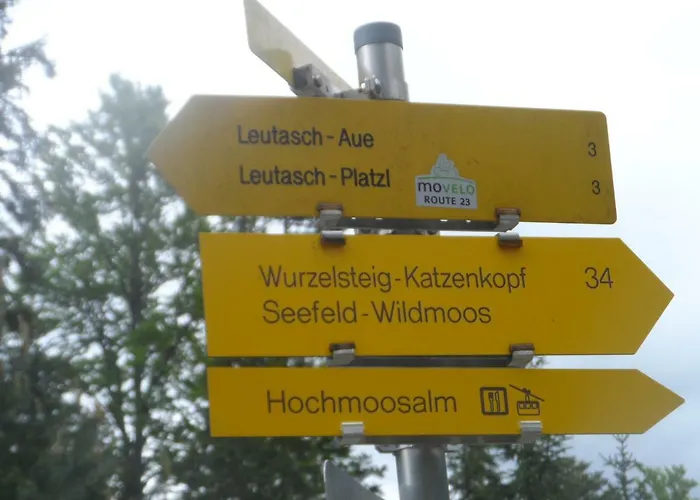 Leutasch-Aue 3
Leutasch-Platzl 3
moVELO
ROUTE 23
Wurzelsteig-Katzenkopf 34
Seefeld-Wildmoos
Hochmoosalm